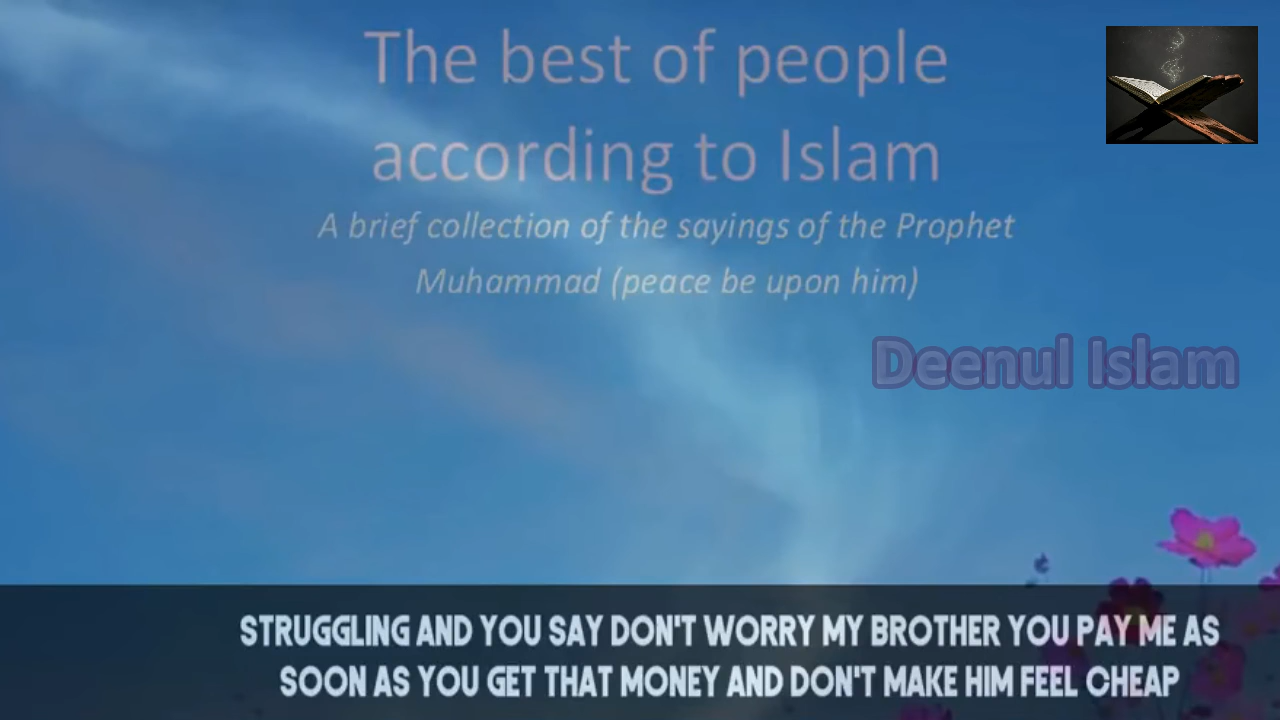 The best of people
according to Islam
A brief collection of the sayings of the Prophet
Muhammad (peace be upon him)
Deenul Islam
STRUGGLING AND YOU SAY DON'T WORRY MY BROTHER YOU PAY ME AS
SOON AS YOU GET THAT MONEY AND DON'T MAKE HIM FEEL CHEAP